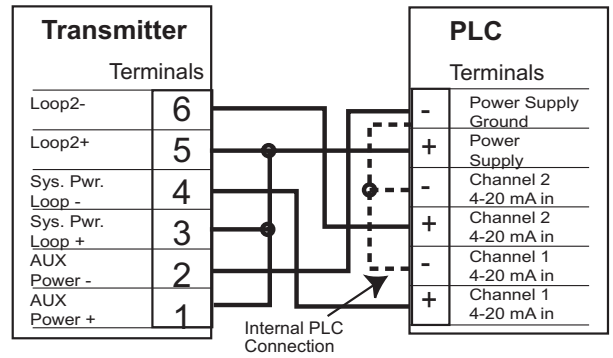 Transmitter
Terminals
Loop2-
6
Loop2+
5
Sys. Pwr.
Loop -
4
Sys. Pwr.
Loop +
3
AUX
Power -
2
AUX
Power +
1
PLC
Terminals
-
Power Supply
Ground
+
Power
Supply
-
Channel 2
4-20 mA in
+
Channel 2
4-20 mA in
-
Channel 1
4-20 mA in
+
Channel 1
4-20 mA in
Internal PLC
Connection